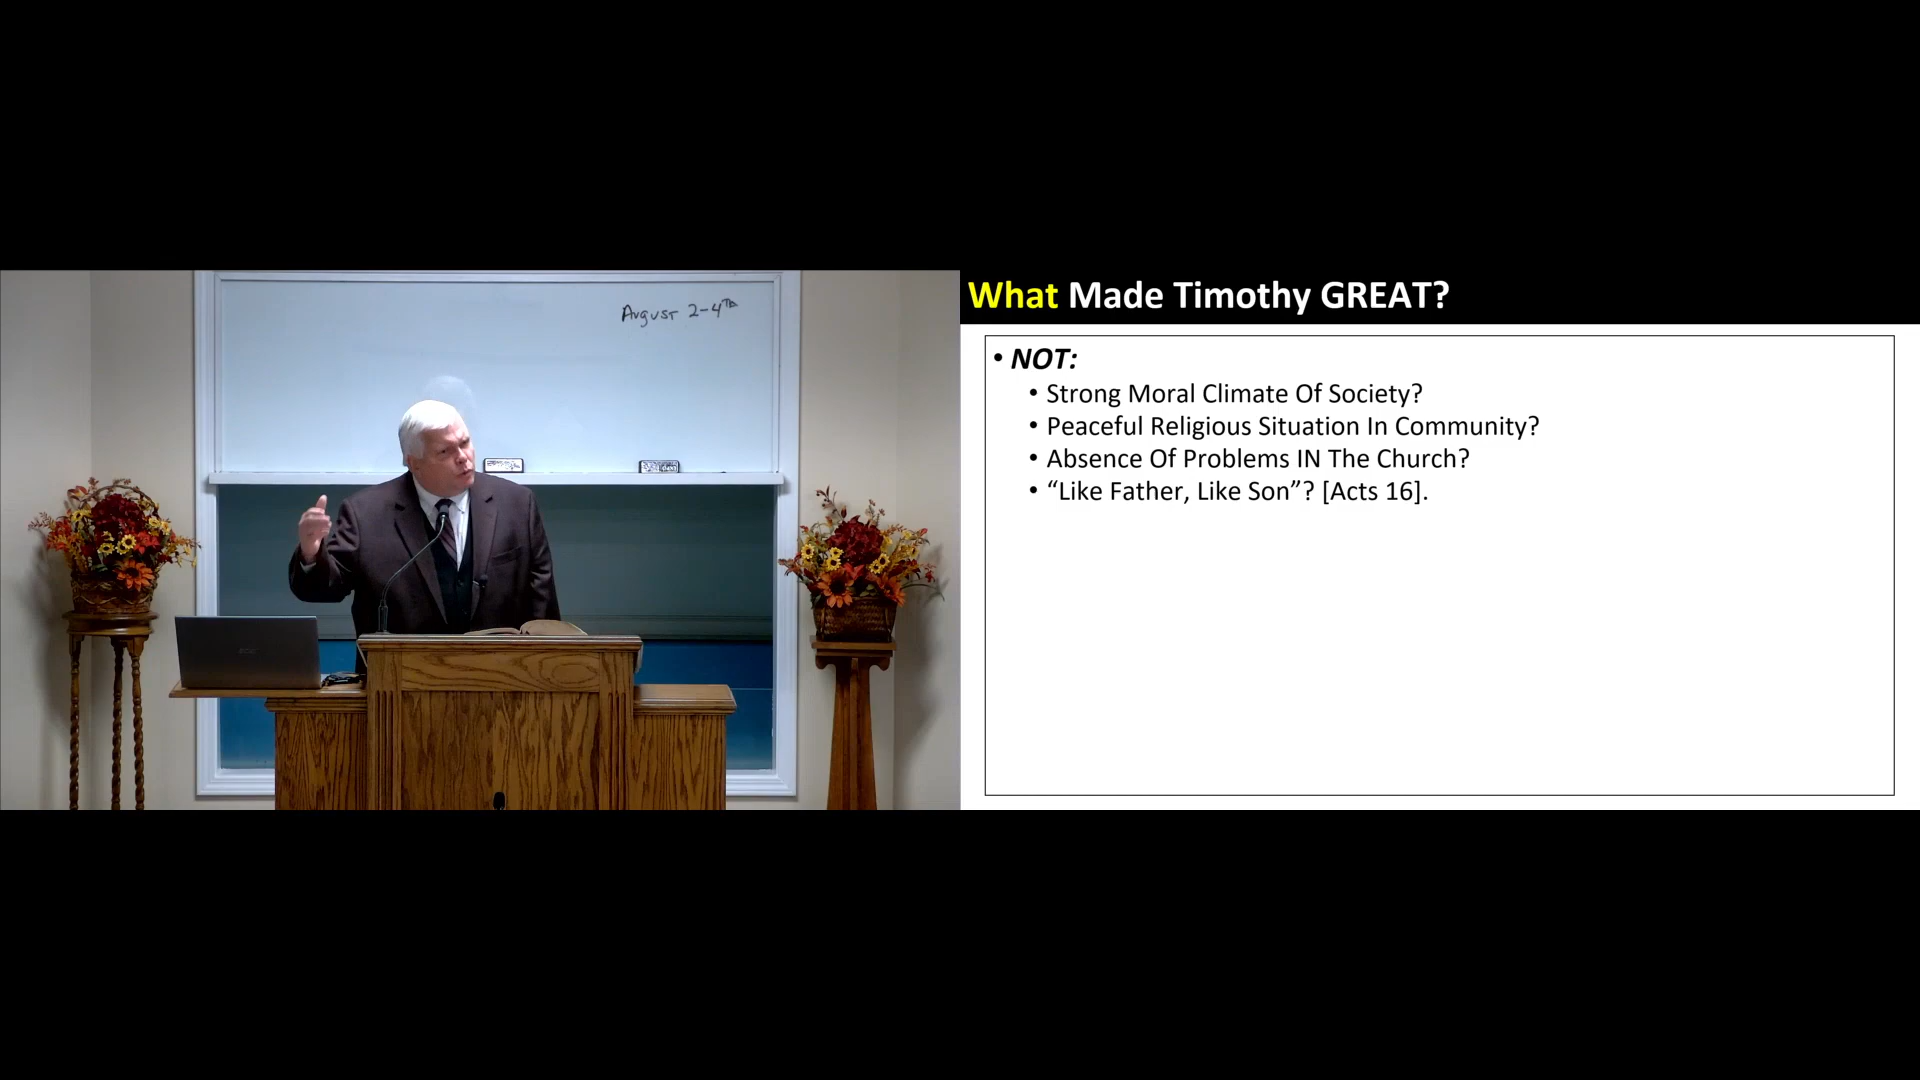 August 2-4th
What Made Timothy GREAT?
• NOT:
• Strong Moral Climate Of Society?
• Peaceful Religious Situation In Community?
• Absence Of Problems IN The Church?
• “Like Father, Like Son”? [Acts 16].
acer